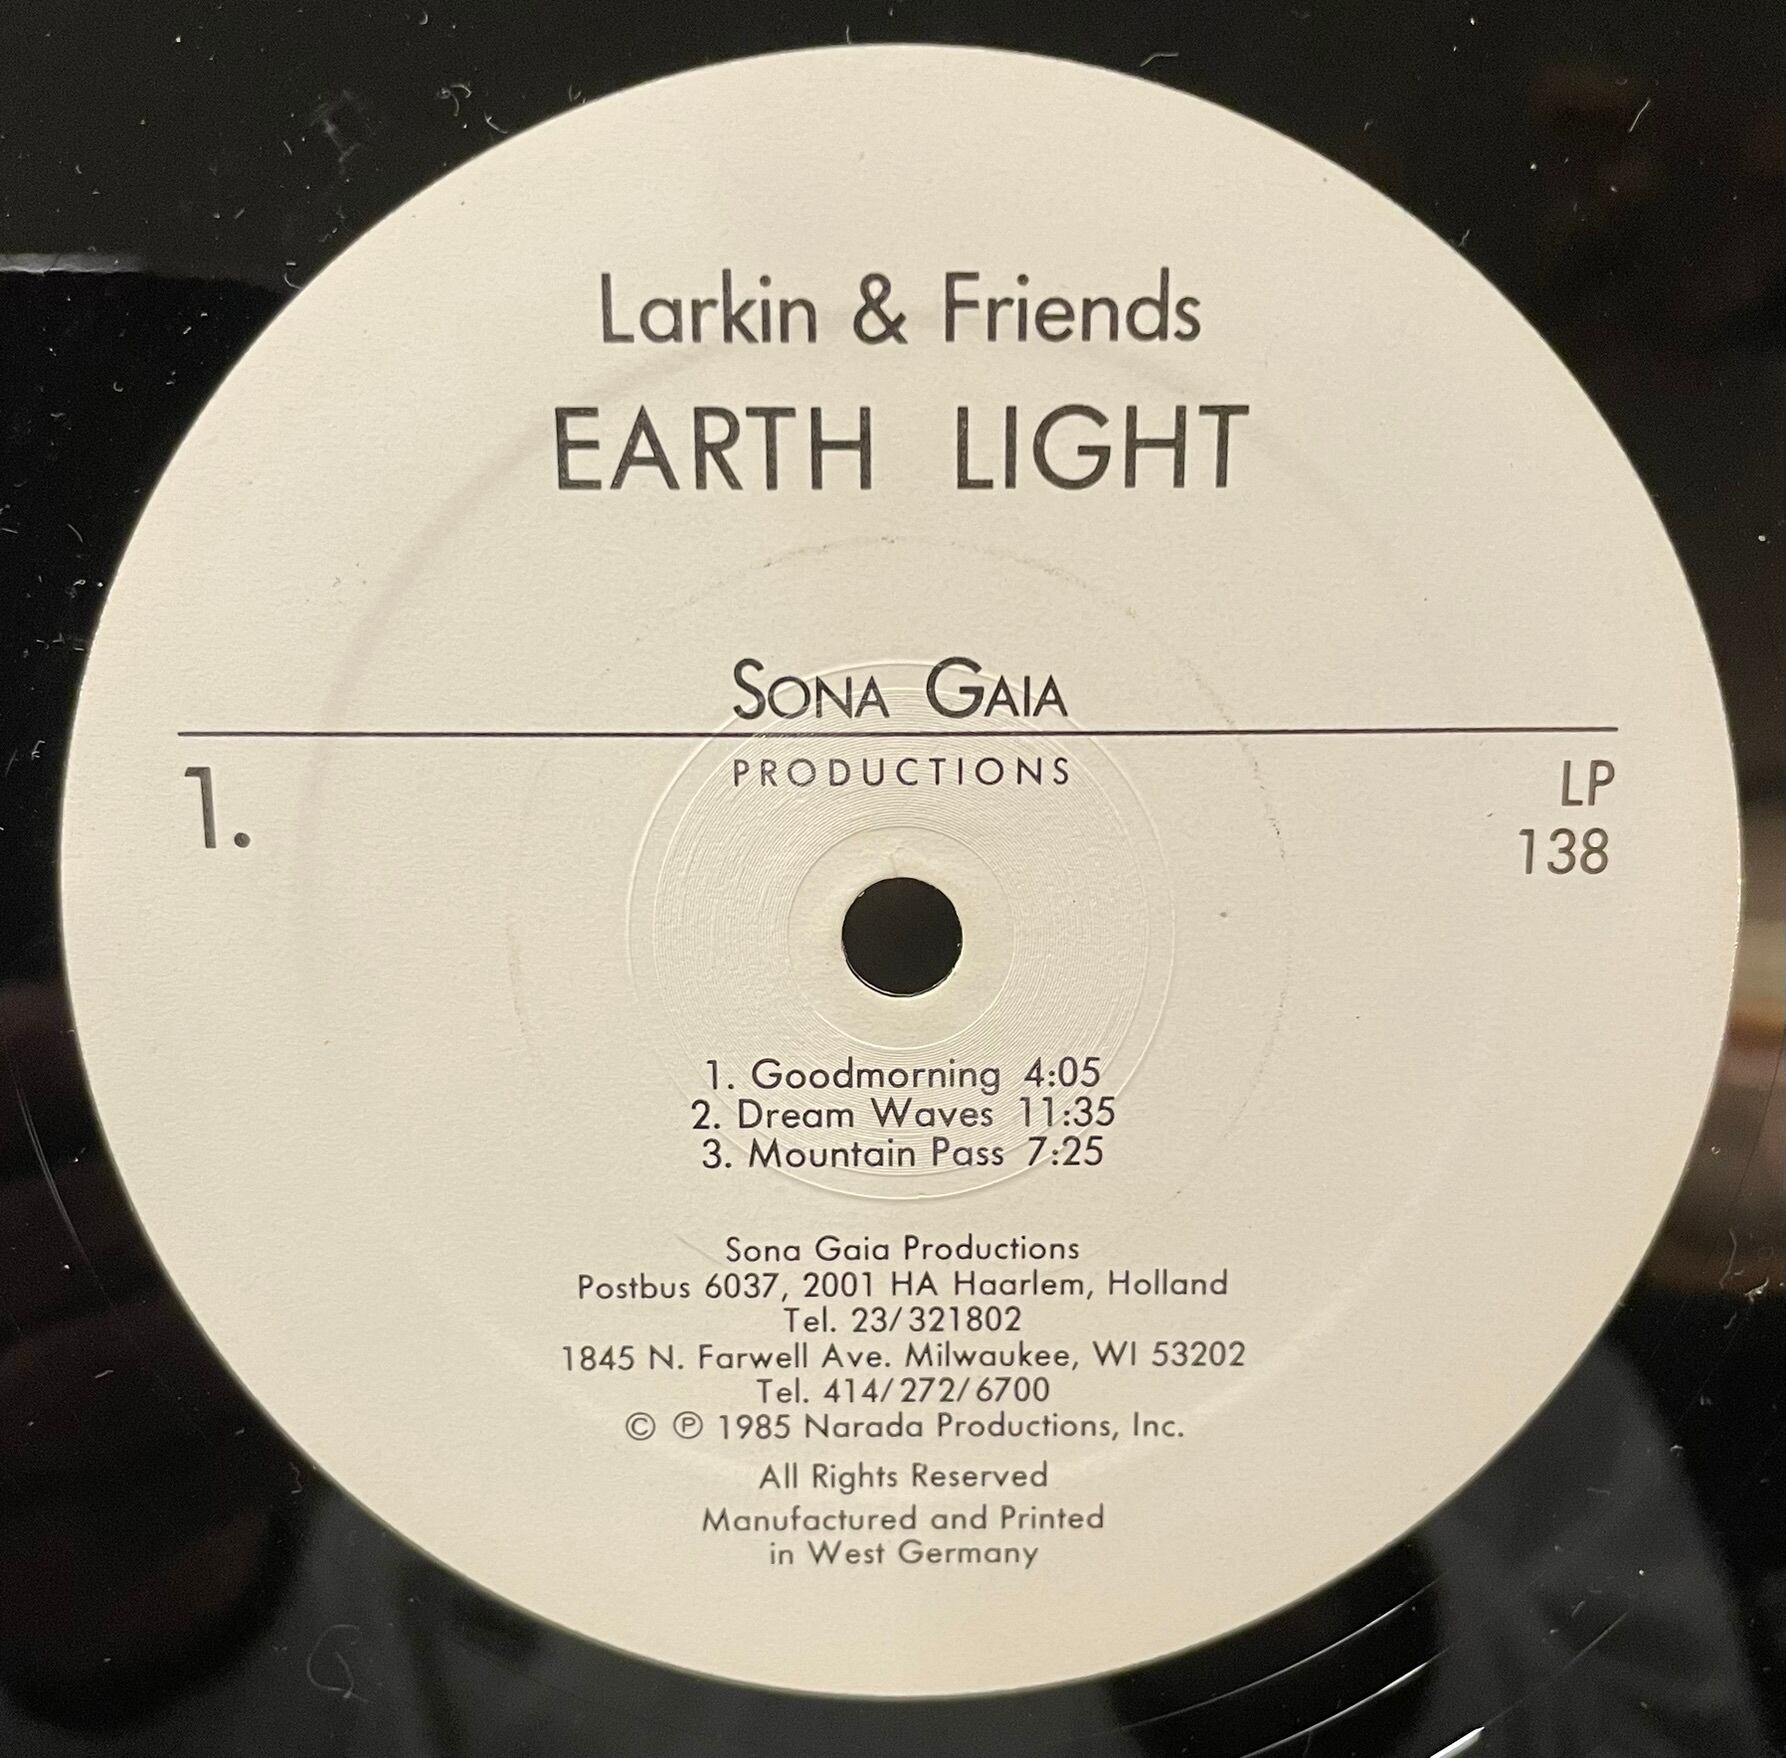 Larkin & Friends
EARTH LIGHT
SONA GAIA
PRODUCTIONS
1.
LP
138
1. Goodmorning 4:05
2. Dream Waves 11:35
3. Mountain Pass 7:25
Sona Gaia Productions
Postbus 6037, 2001 HA Haarlem, Holland
Tel. 23/321802
1845 N. Farwell Ave. Milwaukee, WI 53202
Tel. 414/272/6700
© ℗ 1985 Narada Productions, Inc.
All Rights Reserved
Manufactured and Printed
in West Germany